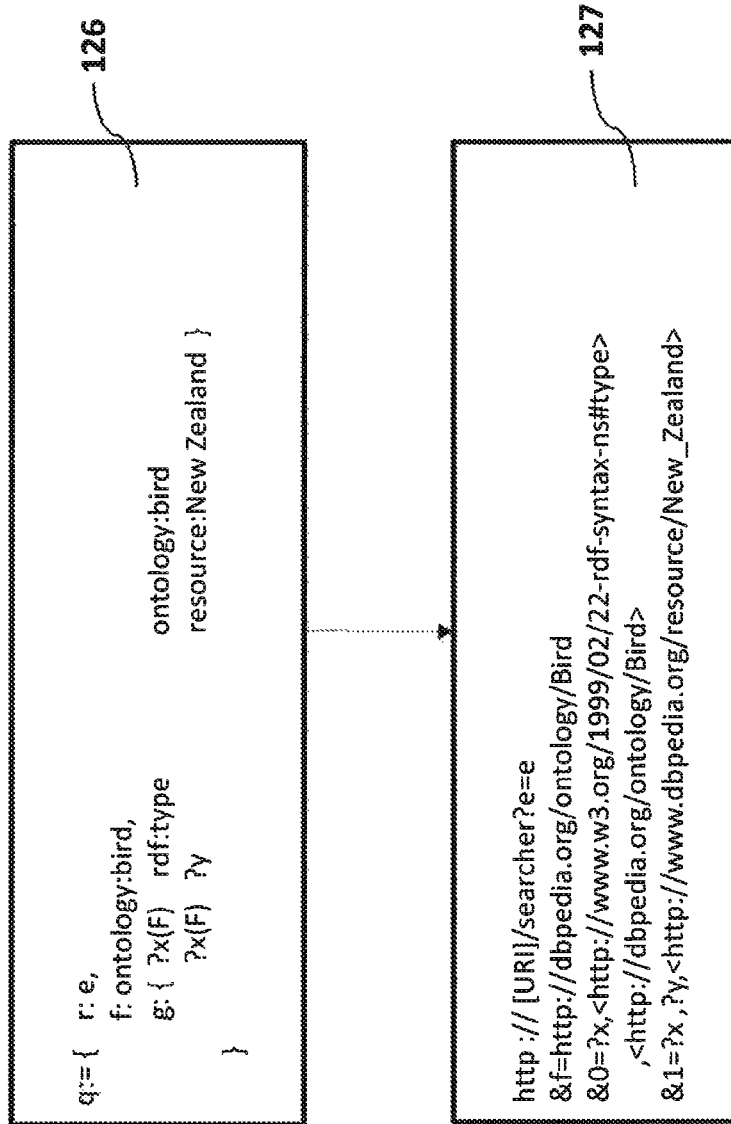 q:= { r: e,
f: ontology:bird,
g: { ?x(F) rdf:type ontology:bird
?x(F) ?y resource:New Zealand }
}
126
http :// [URI]/searcher?e=e
&f=http://dbpedia.org/ontology/Bird
&0=?x,<http://www.w3.org/1999/02/22-rdf-syntax-ns#type>
,<http://dbpedia.org/ontology/Bird>
&1=?x ,?y,<http://www.dbpedia.org/resource/New_Zealand>
127